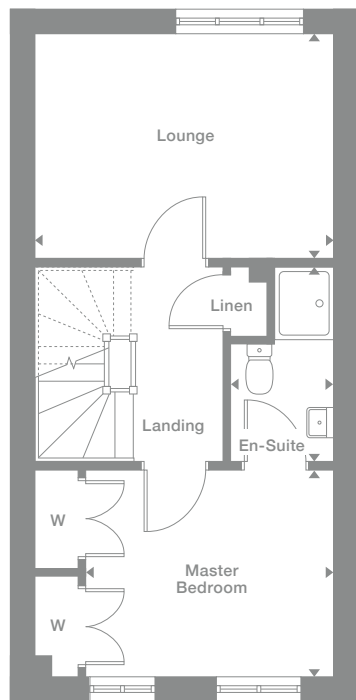 Lounge
Linen
Landing
En-Suite
W
Master
Bedroom
W